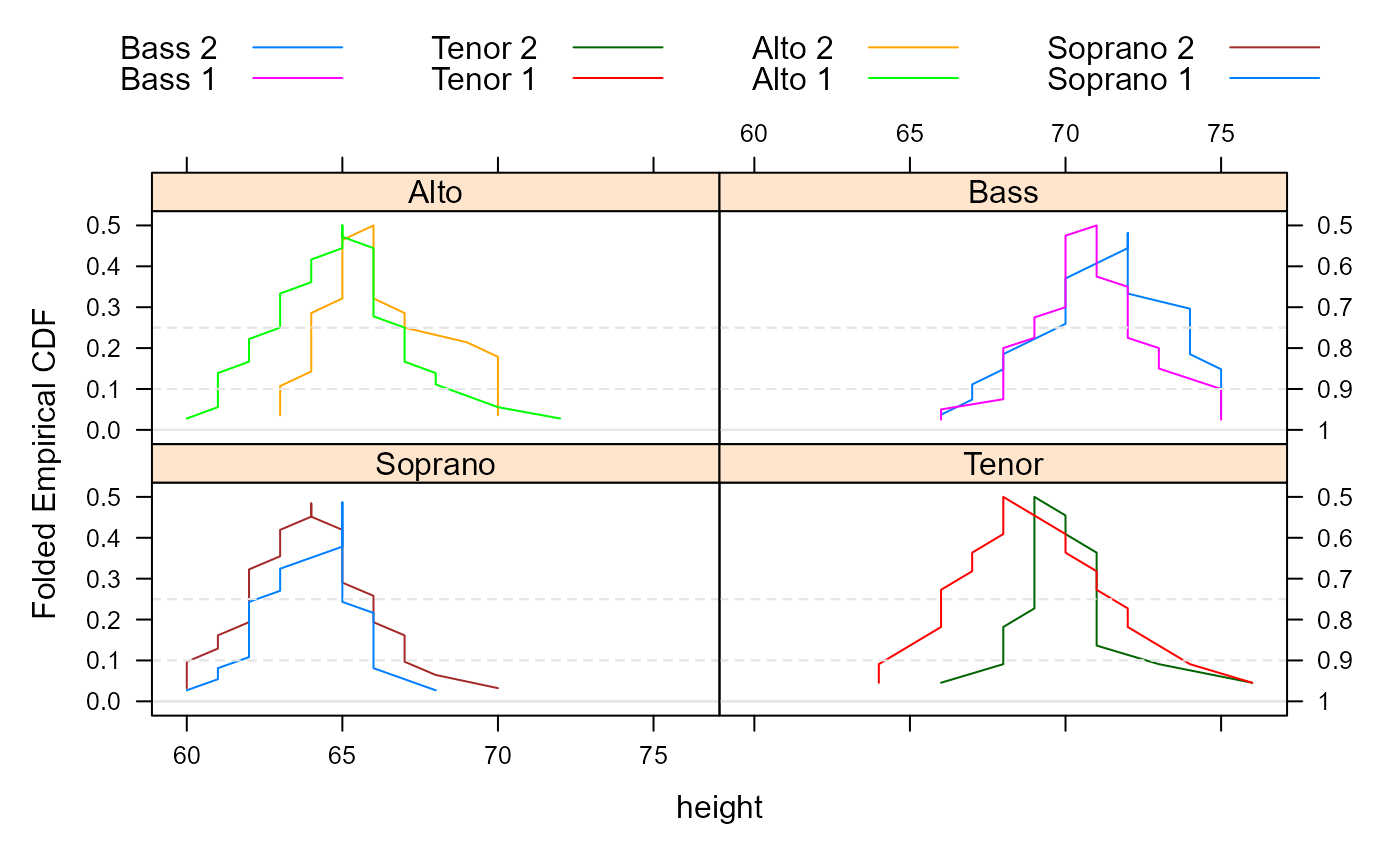 Bass 2 Tenor 2 Alto 2 Soprano 2
Bass 1 Tenor 1 Alto 1 Soprano 1
60 65 70 75
Alto Bass
0.5 0.5
0.4 0.6
0.3 0.7
0.2 0.8
0.1 0.9
0.0 1
Soprano Tenor
0.5 0.5
0.4 0.6
0.3 0.7
0.2 0.8
0.1 0.9
0.0 1
Folded Empirical CDF
60 65 70 75
height